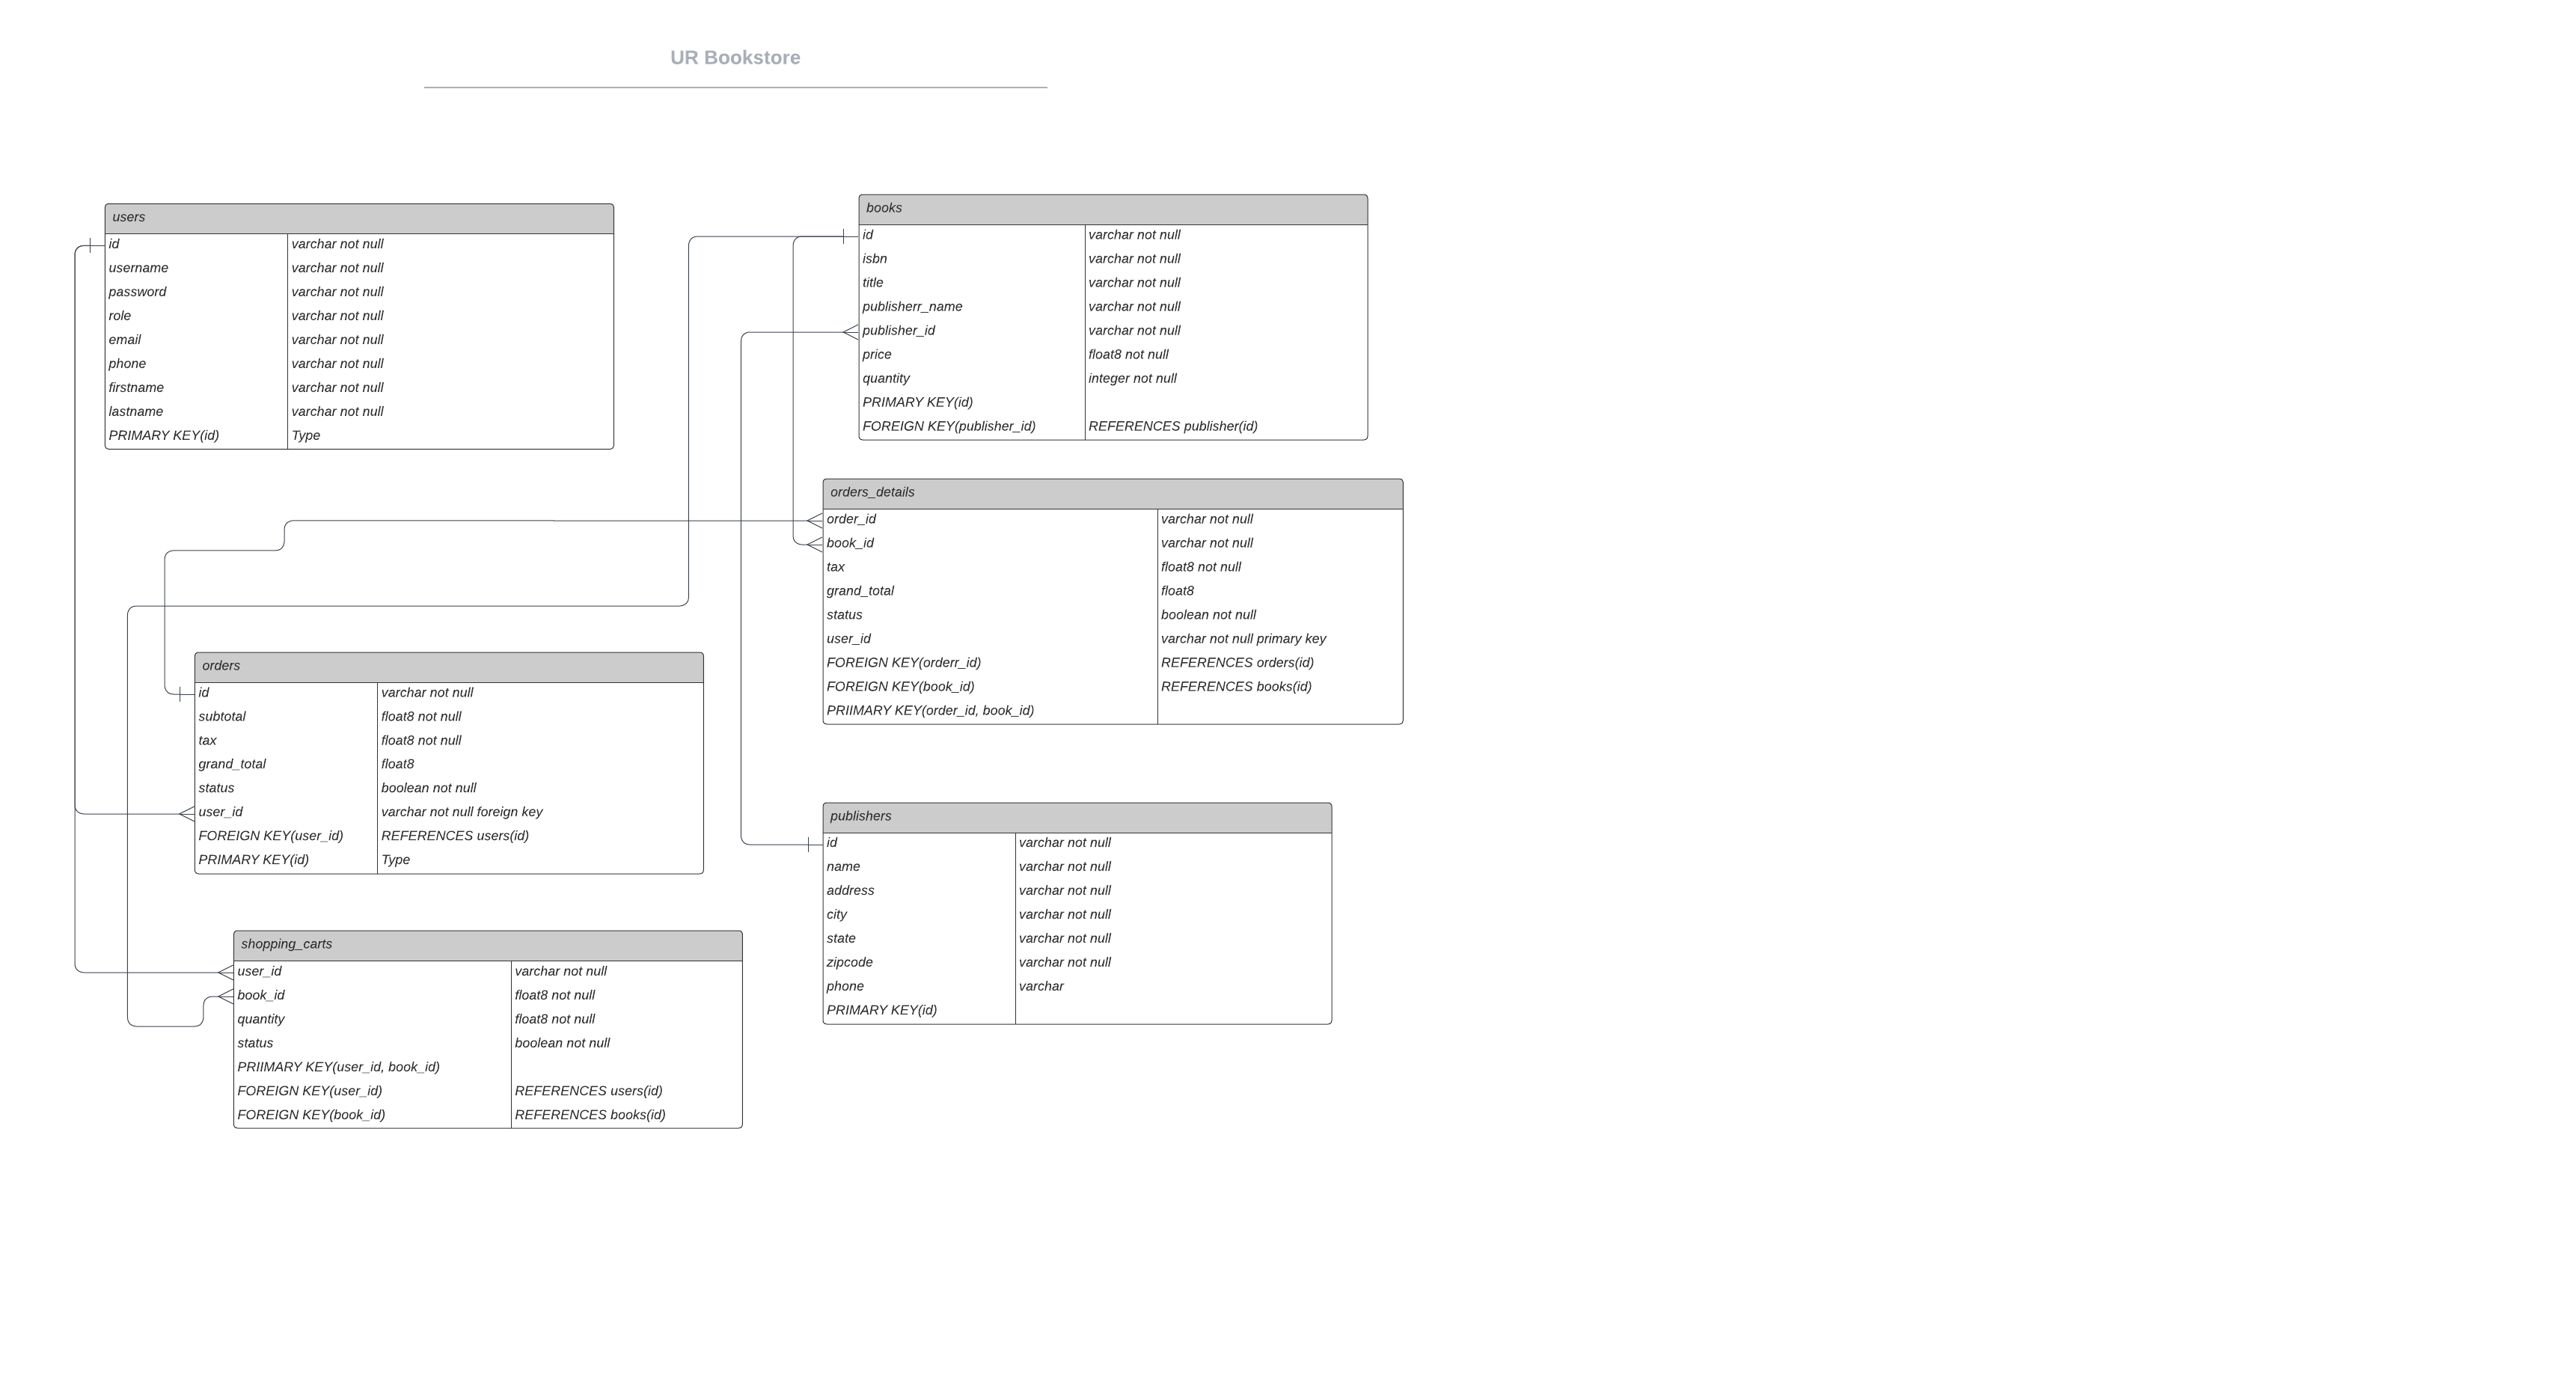 UR Bookstore
users
id varchar not null
username varchar not null
password varchar not null
role varchar not null
email varchar not null
phone varchar not null
firstname varchar not null
lastname varchar not null
PRIMARY KEY(id) Type
books
id varchar not null
isbn varchar not null
title varchar not null
publisherr_name varchar not null
publisher_id varchar not null
price float8 not null
quantity integer not null
PRIMARY KEY(id)
FOREIGN KEY(publisher_id) REFERENCES publisher(id)
orders_details
order_id varchar not null
book_id varchar not null
tax float8 not null
grand_total float8
status boolean not null
user_id varchar not null primary key
FOREIGN KEY(orderr_id) REFERENCES orders(id)
FOREIGN KEY(book_id) REFERENCES books(id)
PRIIMARY KEY(order_id, book_id)
orders
id varchar not null
subtotal float8 not null
tax float8 not null
grand_total float8
status boolean not null
user_id varchar not null foreign key
FOREIGN KEY(user_id) REFERENCES users(id)
PRIMARY KEY(id) Type
publishers
id varchar not null
name varchar not null
address varchar not null
city varchar not null
state varchar not null
zipcode varchar not null
phone varchar
PRIMARY KEY(id)
shopping_carts
user_id varchar not null
book_id float8 not null
quantity float8 not null
status boolean not null
PRIIMARY KEY(user_id, book_id)
FOREIGN KEY(user_id) REFERENCES users(id)
FOREIGN KEY(book_id) REFERENCES books(id)